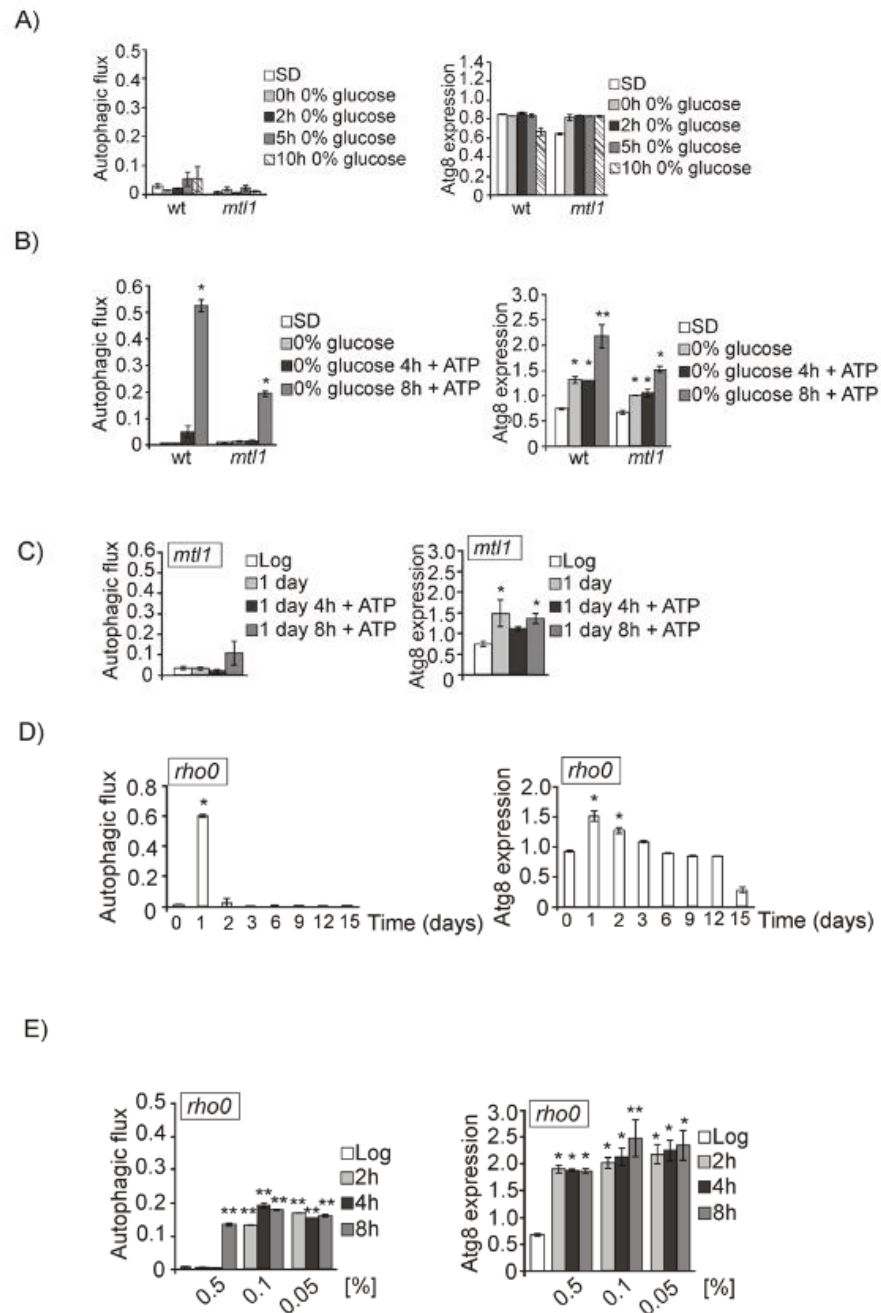 A)
Autophagic flux
0.5
0.4
0.3
0.2
0.1
0
wt
mtl1
SD
0h 0% glucose
2h 0% glucose
5h 0% glucose
10h 0% glucose
Atg8 expression
1.4
1.2
1.0
0.8
0.6
0.4
0.2
0
wt
mtl1
SD
0h 0% glucose
2h 0% glucose
5h 0% glucose
10h 0% glucose
B)
Autophagic flux
0.6
0.5
0.4
0.3
0.2
0.1
0
*
*
wt
mtl1
SD
0% glucose
0% glucose 4h + ATP
0% glucose 8h + ATP
Atg8 expression
3.0
2.5
2.0
1.5
1.0
0.5
0
* * **
* * *
wt
mtl1
SD
0% glucose
0% glucose 4h + ATP
0% glucose 8h + ATP
C)
Autophagic flux
0.6
0.5
0.4
0.3
0.2
0.1
0
mtl1
Log
1 day
1 day 4h + ATP
1 day 8h + ATP
Atg8 expression
3.0
2.5
2.0
1.5
1.0
0.5
0
mtl1
* *
Log
1 day
1 day 4h + ATP
1 day 8h + ATP
D)
Autophagic flux
rho0
0.8
0.6
0.4
0.2
0
*
0 1 2 3 6 9 12 15 Time (days)
Atg8 expression
rho0
2.0
1.5
1.0
0.5
0
* *
0 1 2 3 6 9 12 15 Time (days)
E)
Autophagic flux
rho0
0.5
0.4
0.3
0.2
0.1
0
** ** ** ** ** ** **
0.5 0.1 0.05 [%]
Log
2h
4h
8h
Atg8 expression
rho0
3.0
2.5
2.0
1.5
1.0
0.5
0
* * * * * ** * * *
0.5 0.1 0.05 [%]
Log
2h
4h
8h